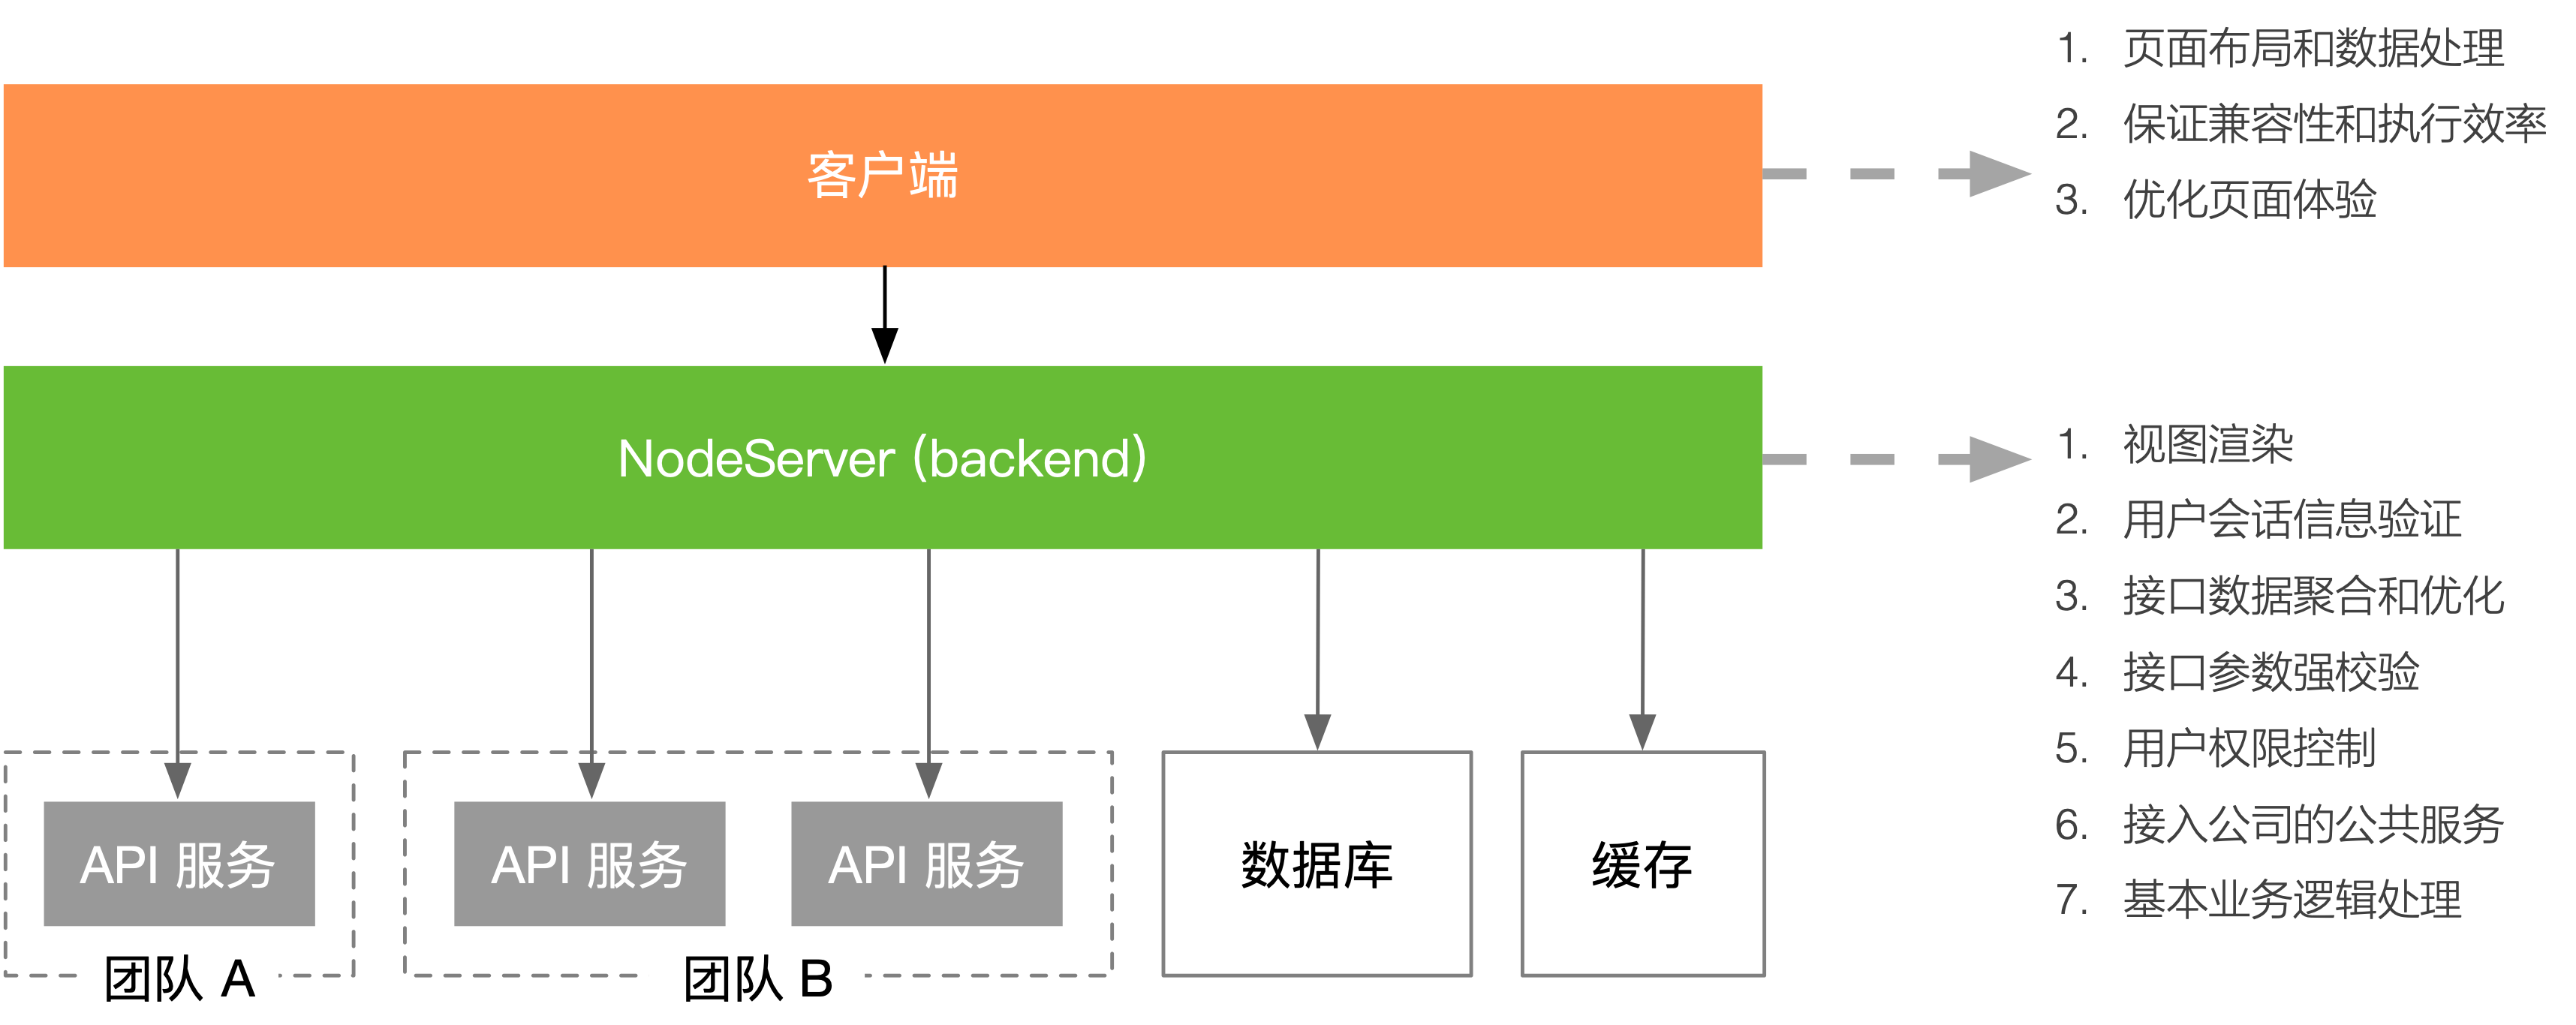 1. 页面布局和数据处理
2. 保证兼容性和执行效率
3. 优化页面体验
客户端
NodeServer (backend)
1. 视图渲染
2. 用户会话信息验证
3. 接口数据聚合和优化
4. 接口参数强校验
5. 用户权限控制
6. 接入公司的公共服务
7. 基本业务逻辑处理
API 服务
API 服务
API 服务
数据库
缓存
团队 A
团队 B